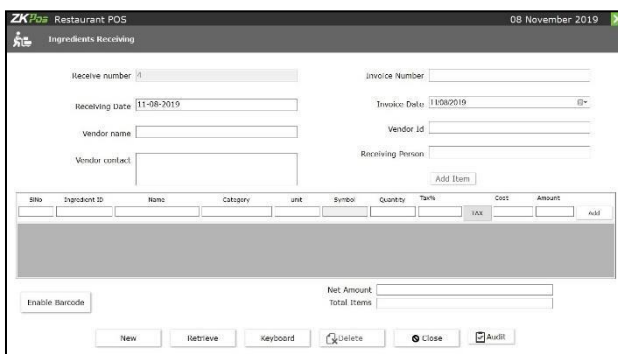 ZKPos Restaurant POS 08 November 2019 X
Ingredients Receiving
Receive number 4 Invoice Number
Receiving Date 11-08-2019 Invoice Date 11/08/2019
Vendor name Vendor Id
Vendor contact Receiving Person
Add Item
SlNo Ingredient ID Name Category unit Symbol Quantity Tax% Cost Amount
TAX Add
Net Amount
Enable Barcode Total Items
New Retrieve Keyboard Delete Close Audit